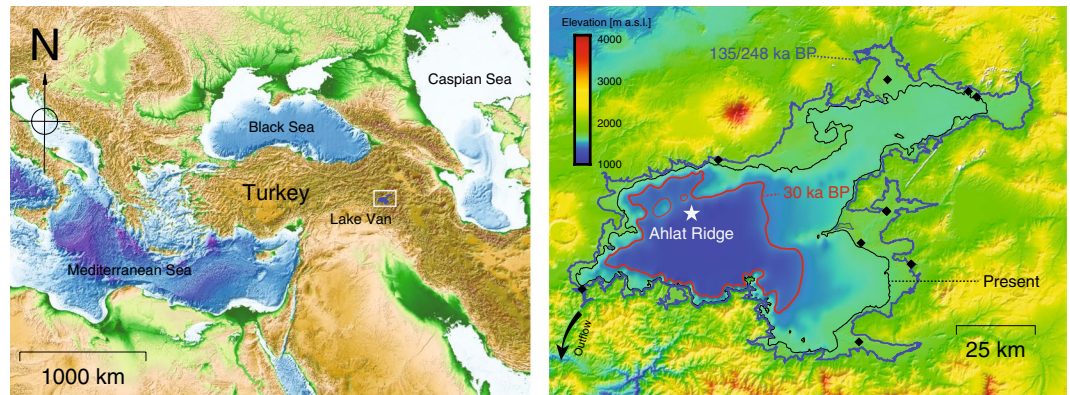 N
Caspian Sea
Black Sea
Turkey
Lake Van
Mediterranean Sea
1000 km
Elevation [m a.s.l.]
4000
3000
2000
1000
135/248 ka BP
30 ka BP
Ahlat Ridge
Present
Outflow
25 km